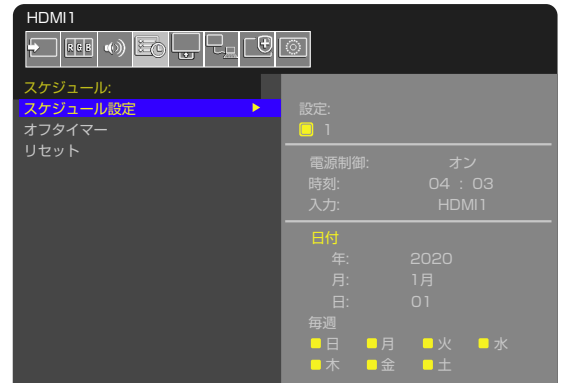 HDMI1
RGB
スケジュール:
スケジュール設定
オフタイマー
リセット
設定:
1
電源制御: オン
時刻: 04 : 03
入力: HDMI1
日付
年: 2020
月: 1月
日: 01
毎週
日 月 火 水
木 金 土